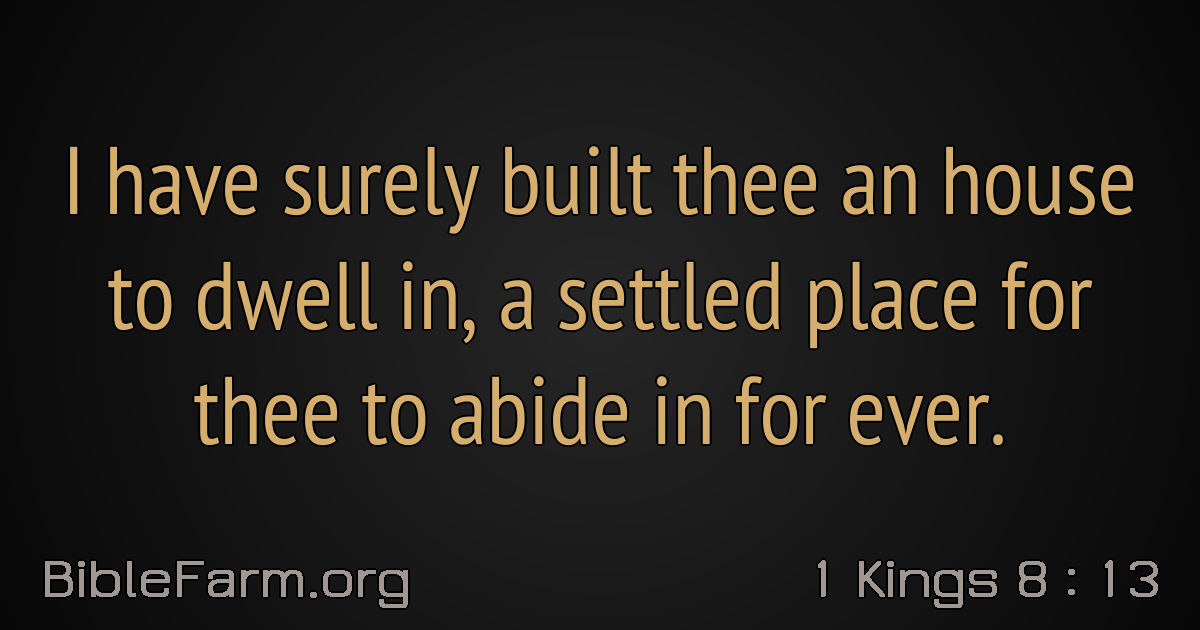 I have surely built thee an house
to dwell in, a settled place for
thee to abide in for ever.
BibleFarm.org
1 Kings 8 : 13